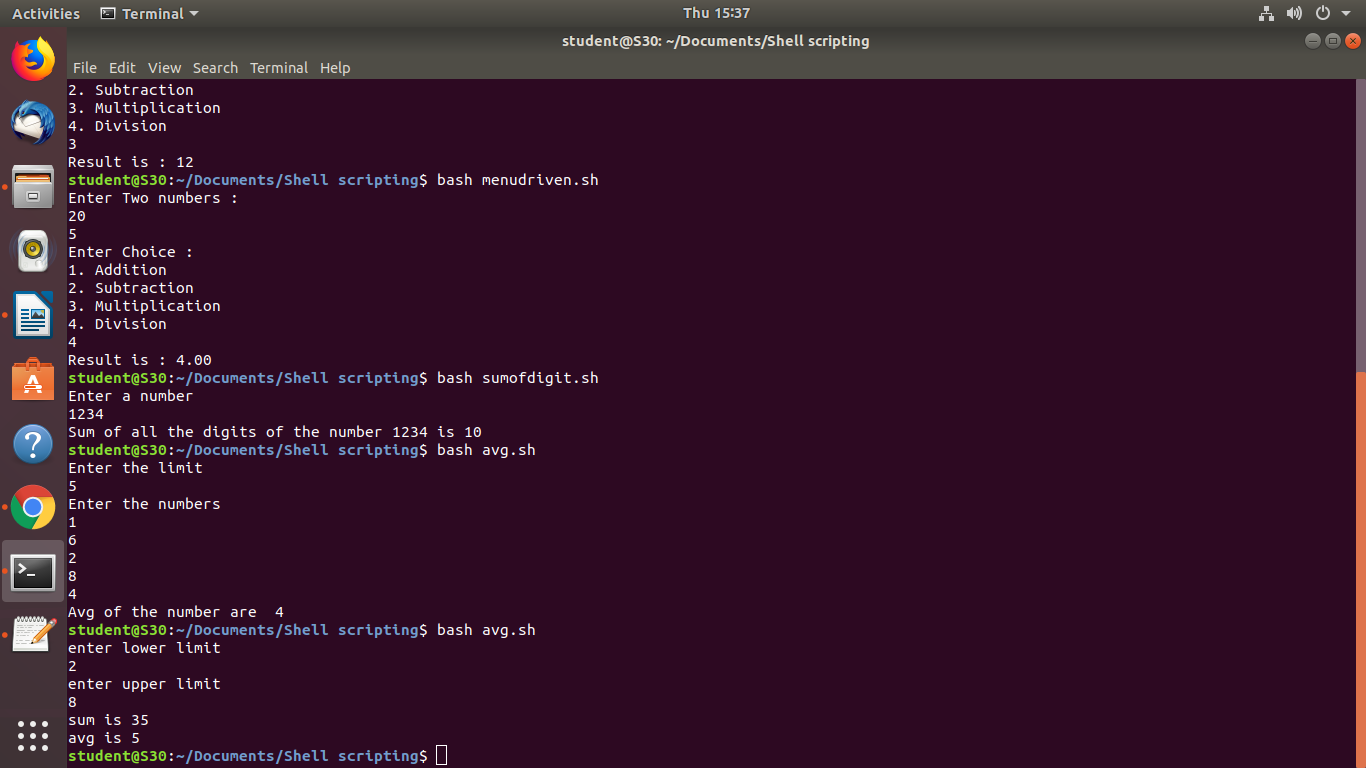 Activities Terminal Thu 15:37
student@S30: ~/Documents/Shell scripting
File Edit View Search Terminal Help
2. Subtraction
3. Multiplication
4. Division
3
Result is : 12
student@S30:~/Documents/Shell scripting$ bash menudriven.sh
Enter Two numbers :
20
5
Enter Choice :
1. Addition
2. Subtraction
3. Multiplication
4. Division
4
Result is : 4.00
student@S30:~/Documents/Shell scripting$ bash sumofdigit.sh
Enter a number
1234
Sum of all the digits of the number 1234 is 10
student@S30:~/Documents/Shell scripting$ bash avg.sh
Enter the limit
5
Enter the numbers
1
6
2
8
4
Avg of the number are  4
student@S30:~/Documents/Shell scripting$ bash avg.sh
enter lower limit
2
enter upper limit
8
sum is 35
avg is 5
student@S30:~/Documents/Shell scripting$